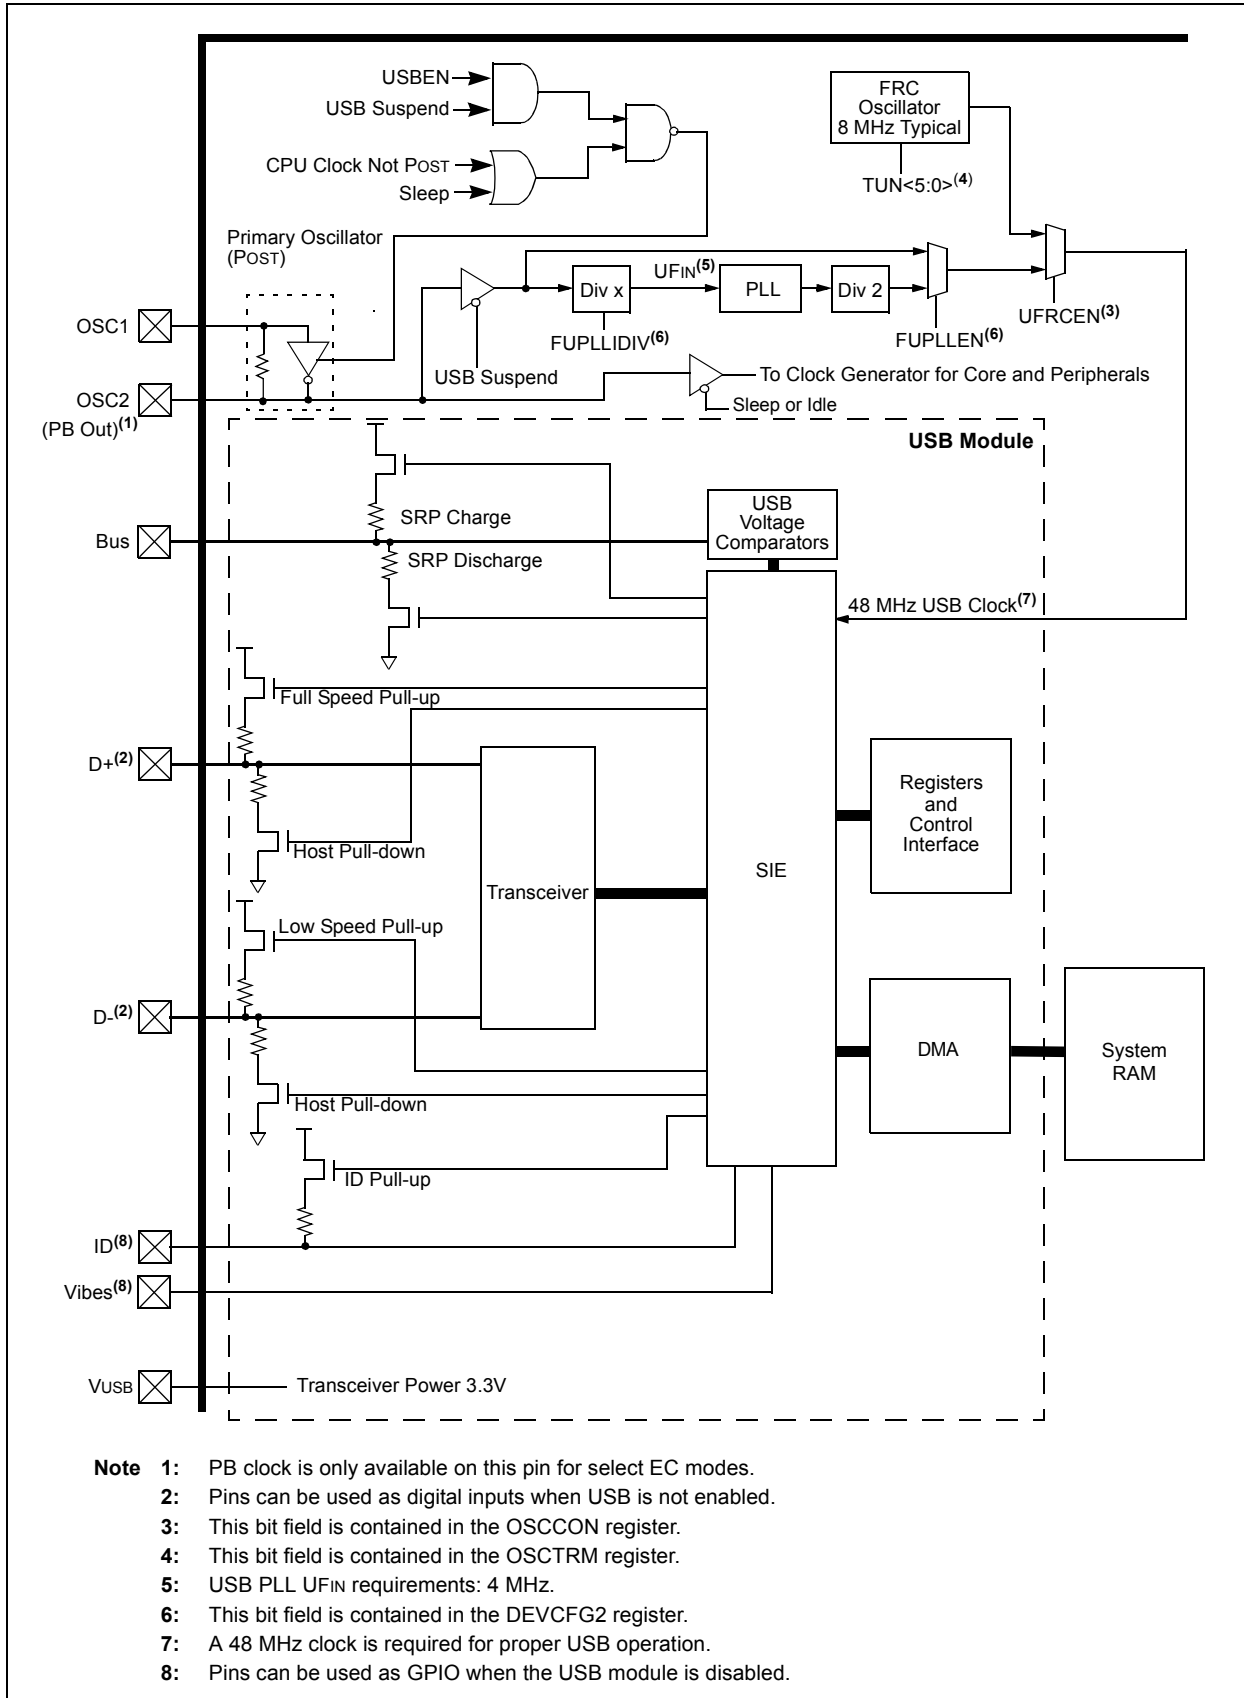 USBEN
USB Suspend
CPU Clock Not POST
Sleep
FRC
Oscillator
8 MHz Typical
TUN<5:0>(4)
Primary Oscillator
(POST)
UFIN(5)
Div x
PLL
Div 2
UFRCEN(3)
OSC1
FUPLLIDIV(6)
FUPLLEN(6)
USB Suspend
To Clock Generator for Core and Peripherals
OSC2
(PB Out)(1)
Sleep or Idle
USB Module
USB
Voltage
Comparators
SRP Charge
Bus
SRP Discharge
48 MHz USB Clock(7)
Full Speed Pull-up
D+(2)
Registers
and
Control
Interface
Host Pull-down
SIE
Transceiver
Low Speed Pull-up
D-(2)
DMA
System
RAM
Host Pull-down
ID Pull-up
ID(8)
Vibes(8)
VUSB
Transceiver Power 3.3V
Note 1: PB clock is only available on this pin for select EC modes.
2: Pins can be used as digital inputs when USB is not enabled.
3: This bit field is contained in the OSCCON register.
4: This bit field is contained in the OSCTRM register.
5: USB PLL UFIN requirements: 4 MHz.
6: This bit field is contained in the DEVCFG2 register.
7: A 48 MHz clock is required for proper USB operation.
8: Pins can be used as GPIO when the USB module is disabled.